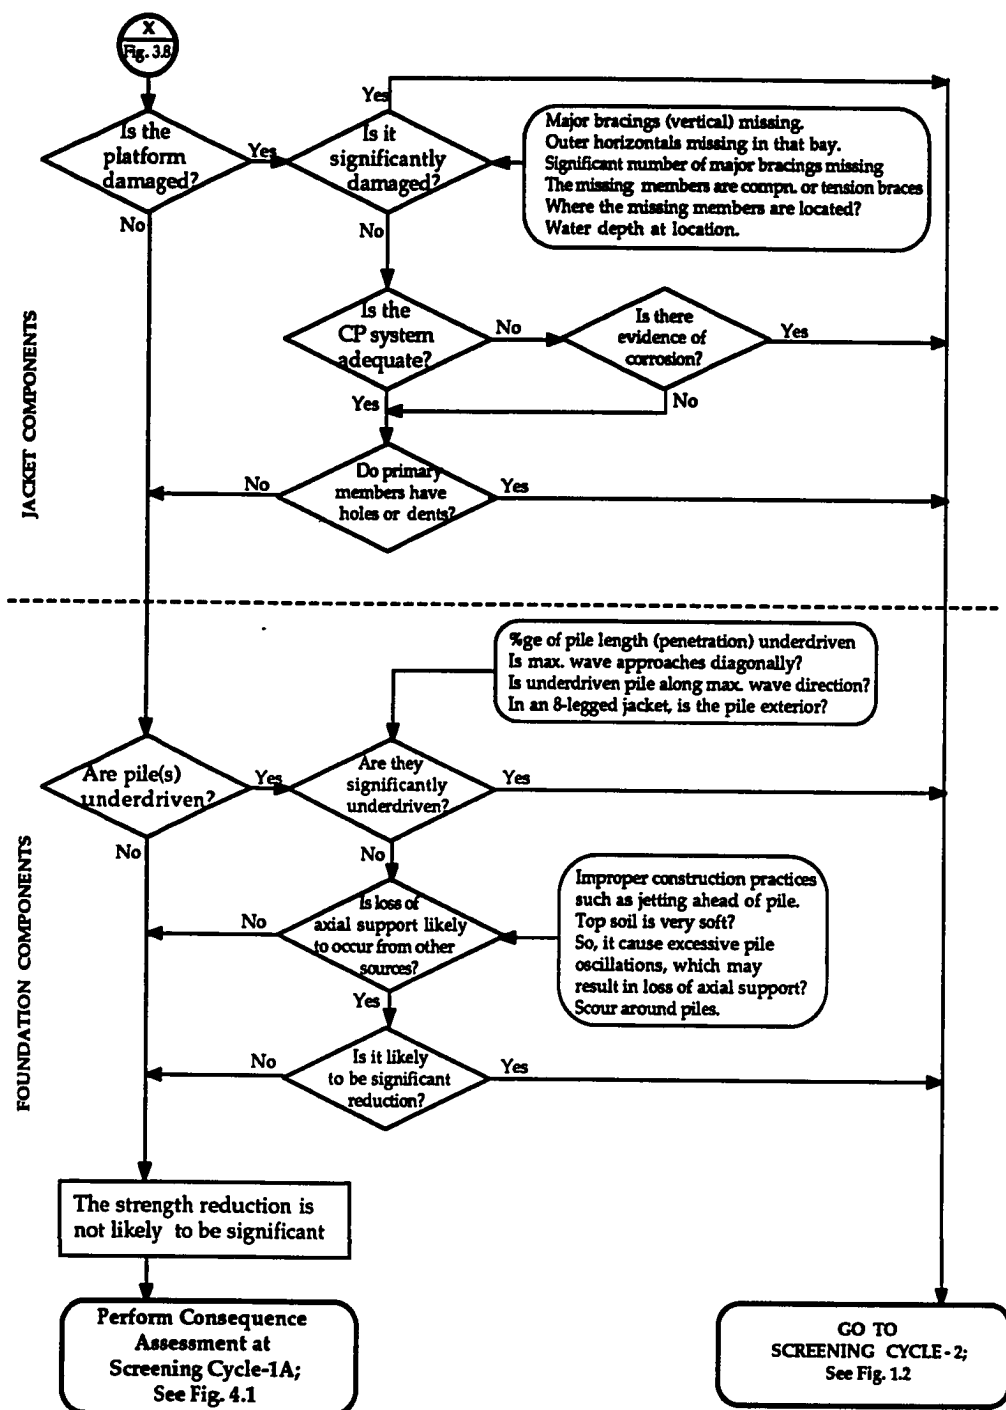 X
Fig. 3.8
Is the
platform
damaged?
Yes
No
Is it
significantly
damaged?
Yes
No
Major bracings (vertical) missing.
Outer horizontals missing in that bay.
Significant number of major bracings missing
The missing members are compn. or tension braces
Where the missing members are located?
Water depth at location.
JACKET COMPONENTS
Is the
CP system
adequate?
No
Yes
Is there
evidence of
corrosion?
Yes
No
Do primary
members have
holes or dents?
No
Yes
%ge of pile length (penetration) underdriven
Is max. wave approaches diagonally?
Is underdriven pile along max. wave direction?
In an 8-legged jacket, is the pile exterior?
Are pile(s)
underdriven?
Yes
No
Are they
significantly
underdriven?
Yes
No
FOUNDATION COMPONENTS
Is loss of
axial support likely
to occur from other
sources?
No
Yes
Improper construction practices
such as jetting ahead of pile.
Top soil is very soft?
So, it cause excessive pile
oscillations, which may
result in loss of axial support?
Scour around piles.
Is it likely
to be significant
reduction?
No
Yes
The strength reduction is
not likely to be significant
Perform Consequence
Assessment at
Screening Cycle-1A;
See Fig. 4.1
GO TO
SCREENING CYCLE - 2;
See Fig. 1.2